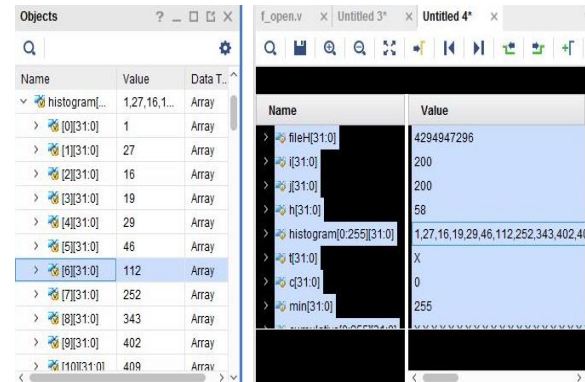 Objects
Name Value Data T..
histogram[... 1,27,16,1... Array
[0][31:0] 1 Array
[1][31:0] 27 Array
[2][31:0] 16 Array
[3][31:0] 19 Array
[4][31:0] 29 Array
[5][31:0] 46 Array
[6][31:0] 112 Array
[7][31:0] 252 Array
[8][31:0] 343 Array
[9][31:0] 402 Array
[10][31:0] 409 Array
f_open.v Untitled 3* Untitled 4*
Name Value
fileH[31:0] 4294947296
i[31:0] 200
j[31:0] 200
h[31:0] 58
histogram[0:255][31:0] 1,27,16,19,29,46,112,252,343,402,40
t[31:0] X
c[31:0] 0
min[31:0] 255